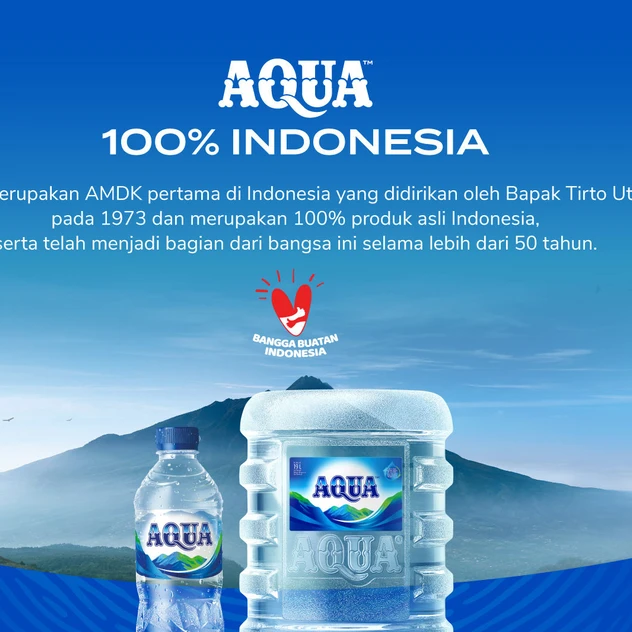 AQUA™
100% INDONESIA
erupakan AMDK pertama di Indonesia yang didirikan oleh Bapak Tirto Ut
pada 1973 dan merupakan 100% produk asli Indonesia,
serta telah menjadi bagian dari bangsa ini selama lebih dari 50 tahun.
BANGGA BUATAN
INDONESIA
AQUA
AQUA
AQUA